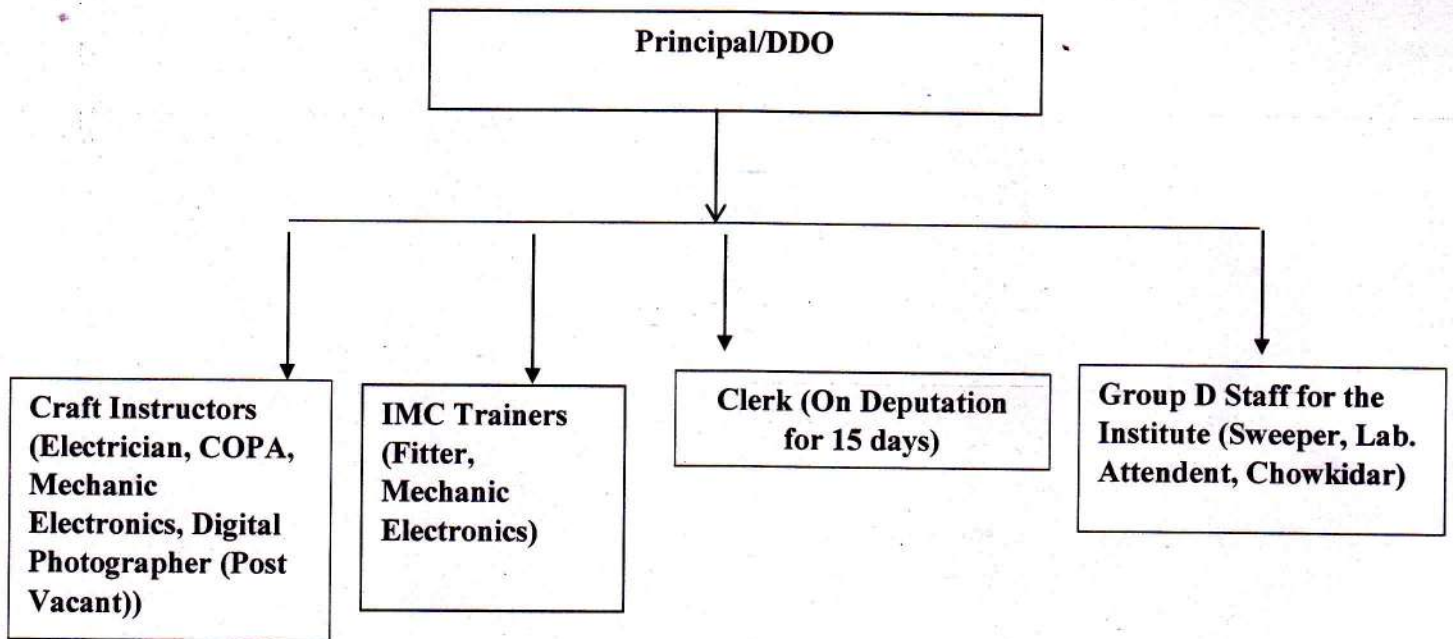 Principal/DDO
Craft Instructors
(Electrician, COPA,
Mechanic
Electronics, Digital
Photographer (Post
Vacant))
IMC Trainers
(Fitter,
Mechanic
Electronics)
Clerk (On Deputation
for 15 days)
Group D Staff for the
Institute (Sweeper, Lab.
Attendent, Chowkidar)